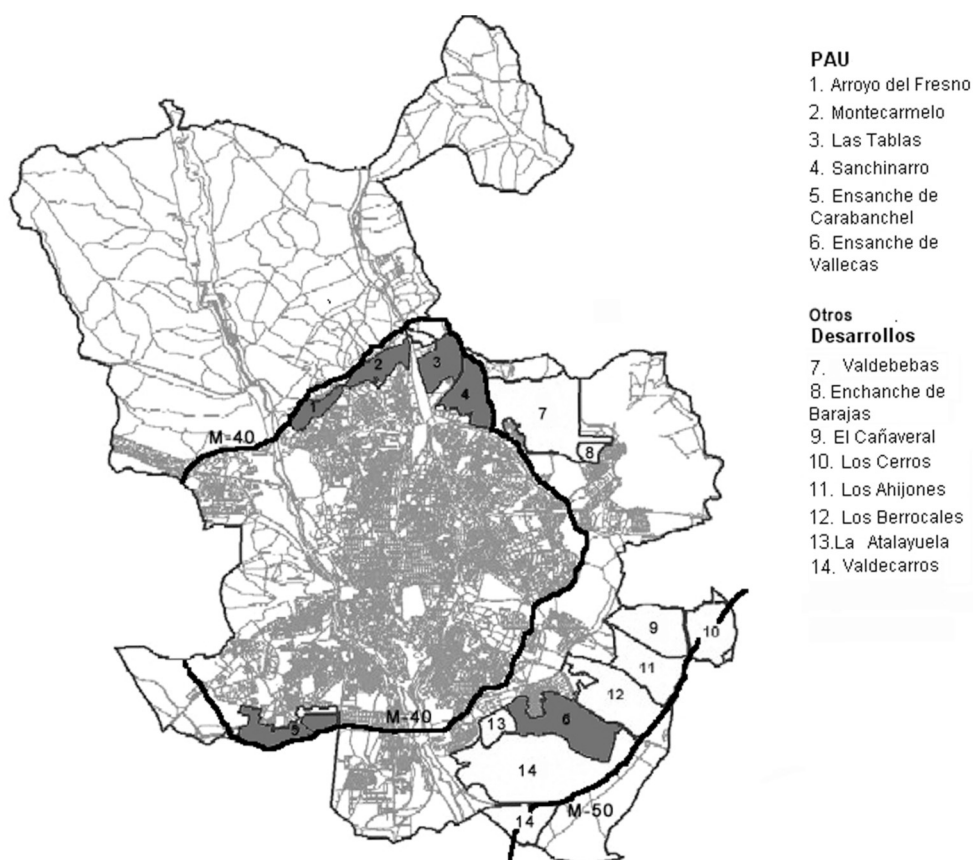 PAU
1. Arroyo del Fresno
2. Montecarmelo
3. Las Tablas
4. Sanchinarro
5. Ensanche de
Carabanchel
6. Ensanche de
Vallecas
Otros
Desarrollos
7. Valdebebas
8. Enchanche de
Barajas
9. El Cañaveral
10. Los Cerros
11. Los Ahijones
12. Los Berrocales
13.La Atalayuela
14. Valdecarros
2
3
1
4
7
M-40
8
9
10
11
12
5
M-40
13
6
14
14
M-50